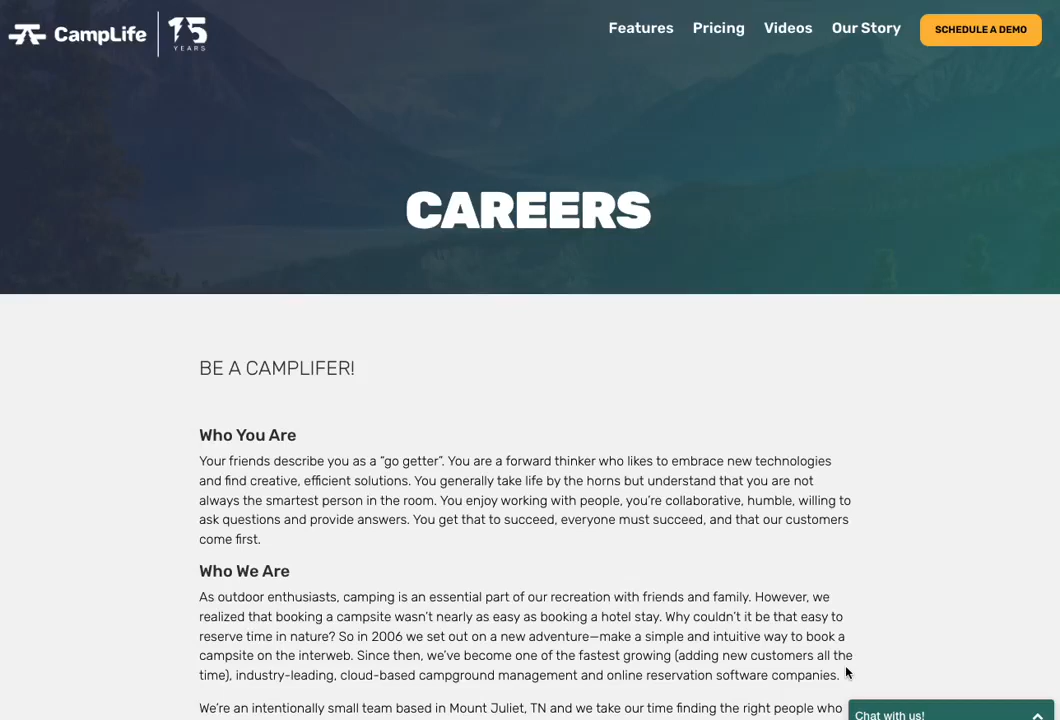 CampLife
15
YEARS
Features
Pricing
Videos
Our Story
SCHEDULE A DEMO
CAREERS
BE A CAMPLIFER!
Who You Are
Your friends describe you as a “go getter”. You are a forward thinker who likes to embrace new technologies
and find creative, efficient solutions. You generally take life by the horns but understand that you are not
always the smartest person in the room. You enjoy working with people, you’re collaborative, humble, willing to
ask questions and provide answers. You get that to succeed, everyone must succeed, and that our customers
come first.
Who We Are
As outdoor enthusiasts, camping is an essential part of our recreation with friends and family. However, we
realized that booking a campsite wasn’t nearly as easy as booking a hotel stay. Why couldn’t it be that easy to
reserve time in nature? So in 2006 we set out on a new adventure—make a simple and intuitive way to book a
campsite on the interweb. Since then, we’ve become one of the fastest growing (adding new customers all the
time), industry-leading, cloud-based campground management and online reservation software companies.
We’re an intentionally small team based in Mount Juliet, TN and we take our time finding the right people who
Chat with us!